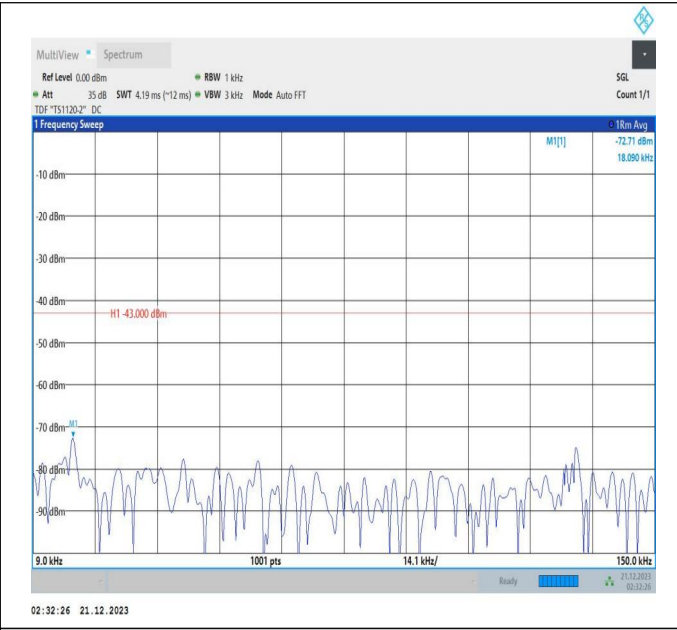 MultiView Spectrum
Ref Level 0.00 dBm RBW 1 kHz SGL
Att 35 dB SWT 4.19 ms (~12 ms) VBW 3 kHz Mode Auto FFT Count 1/1
TDF "TS1120-2" DC
1 Frequency Sweep 1Rm Avg
M1[1] -72.71 dBm
18.090 kHz
-10 dBm
-20 dBm
-30 dBm
-40 dBm
H1 -43.000 dBm
-50 dBm
-60 dBm
-70 dBm M1
-80 dBm
-90 dBm
9.0 kHz 1001 pts 14.1 kHz/ 150.0 kHz
Ready 21.12.2023
02:32:26
02:32:26 21.12.2023